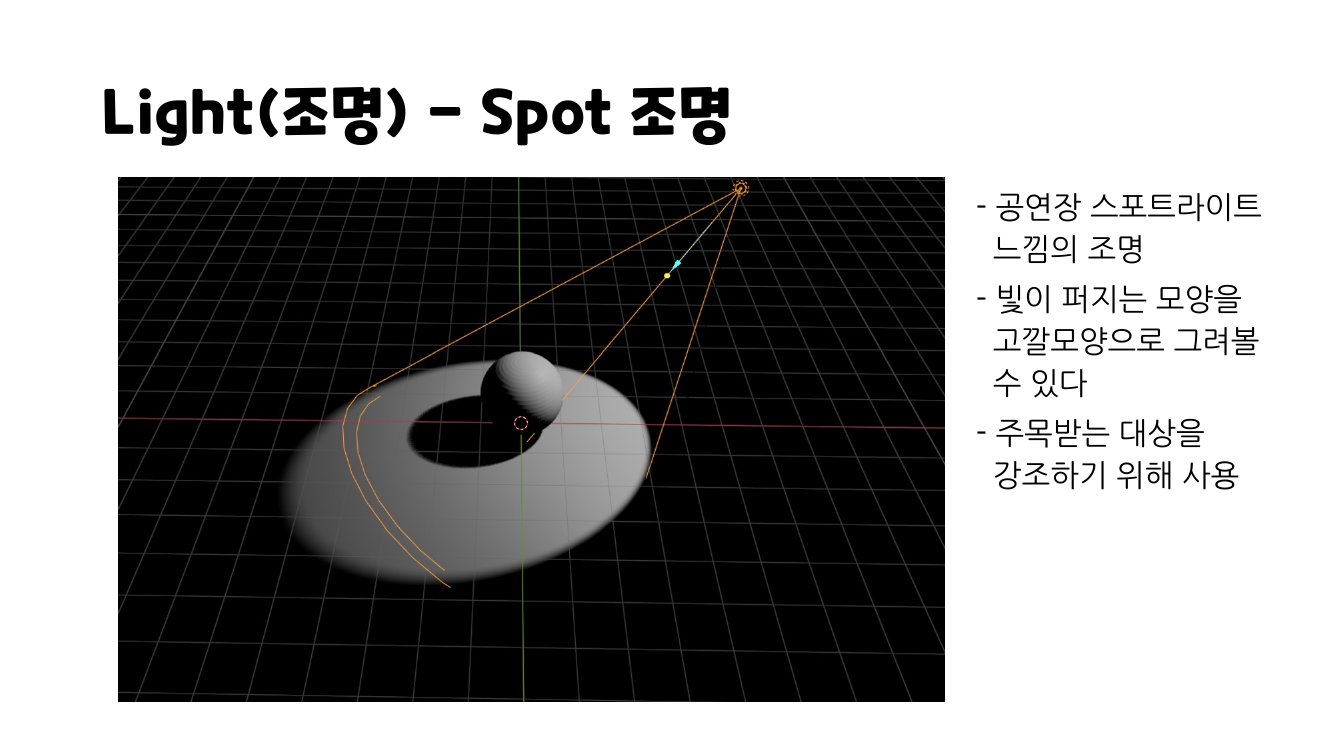 Light(조명) - Spot 조명
- 공연장 스포트라이트
느낌의 조명
- 빛이 퍼지는 모양을
고깔모양으로 그려볼
수 있다
- 주목받는 대상을
강조하기 위해 사용